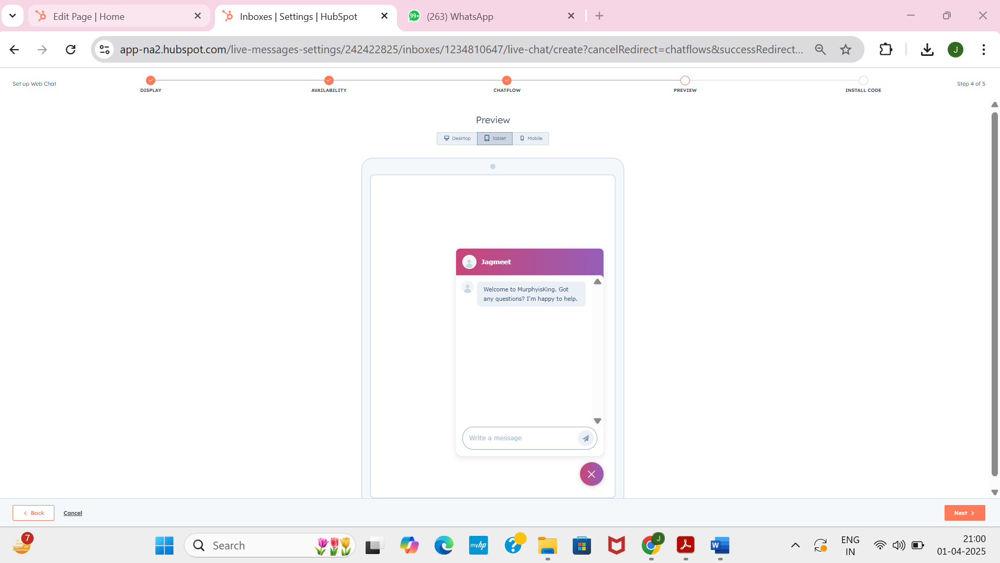 Edit Page | Home
Inboxes | Settings | HubSpot
99+
(263) WhatsApp
app-na2.hubspot.com/live-messages-settings/242422825/inboxes/1234810647/live-chat/create?cancelRedirect=chatflows&successRedirect...
J
Set up Web Chat
DISPLAY
AVAILABILITY
CHATFLOW
PREVIEW
INSTALL CODE
Step 4 of 5
Preview
Desktop
Tablet
Mobile
Jagmeet
Welcome to MurphyisKing. Got
any questions? I'm happy to help.
Write a message
Back
Cancel
Next
7
Search
myhp
J
W
ENG
IN
21:00
01-04-2025